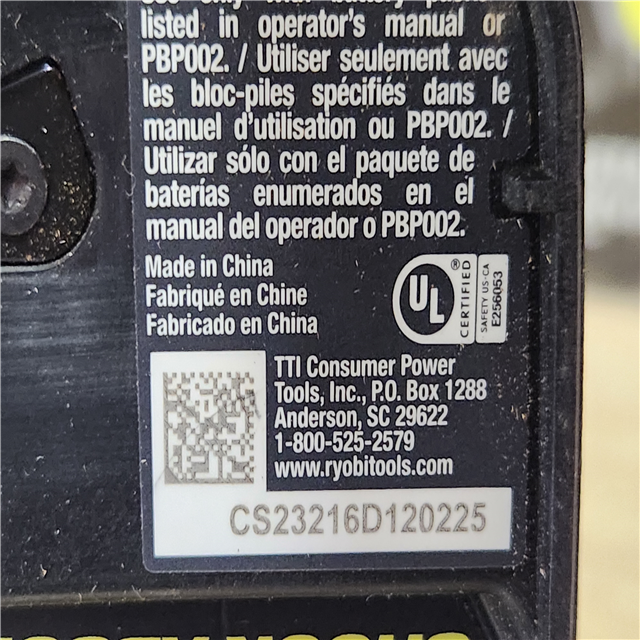 listed in operator's manual or
PBP002. / Utiliser seulement avec
les bloc-piles spécifiés dans le
manuel d'utilisation ou PBP002. /
Utilizar sólo con el paquete de
baterías enumerados en el
manual del operador o PBP002.
Made in China
Fabriqué en Chine
Fabricado en China
UL
®
CERTIFIED
SAFETY US-CA
E256053
TTI Consumer Power
Tools, Inc., P.O. Box 1288
Anderson, SC 29622
1-800-525-2579
www.ryobitools.com
CS23216D120225